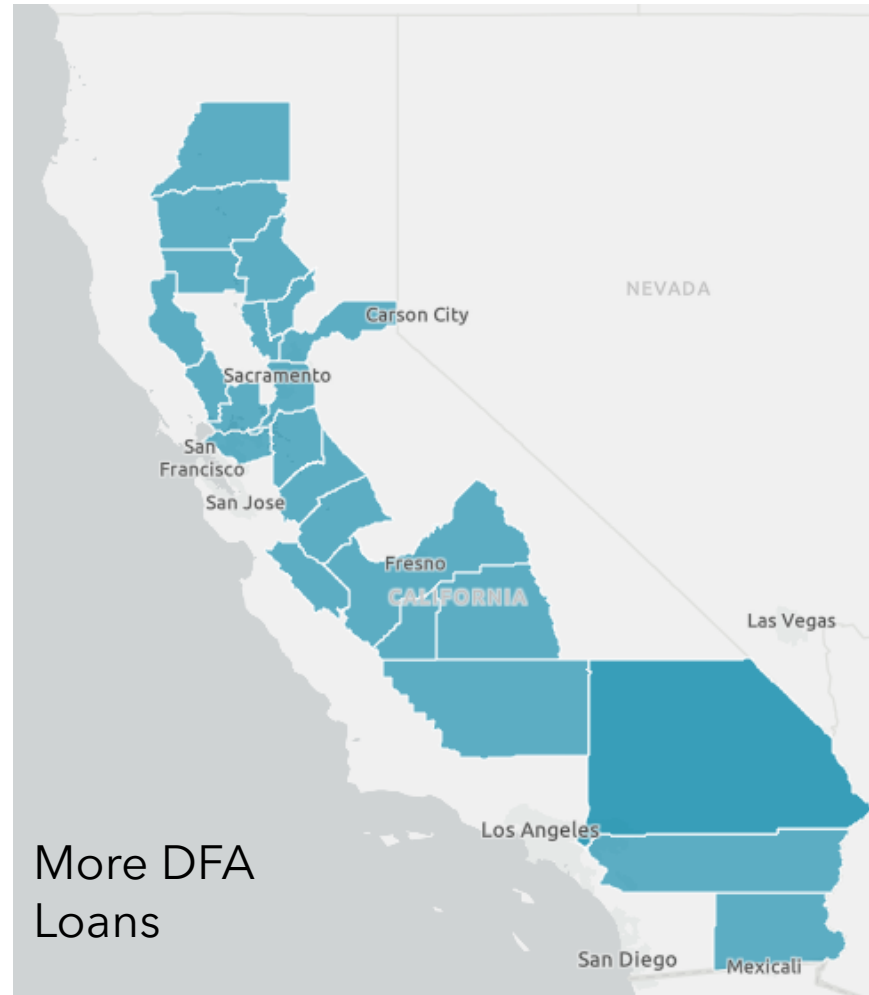 Carson City
NEVADA
Sacramento
San
Francisco
San Jose
Fresno
CALIFORNIA
Las Vegas
Los Angeles
More DFA
Loans
San Diego
Mexicali